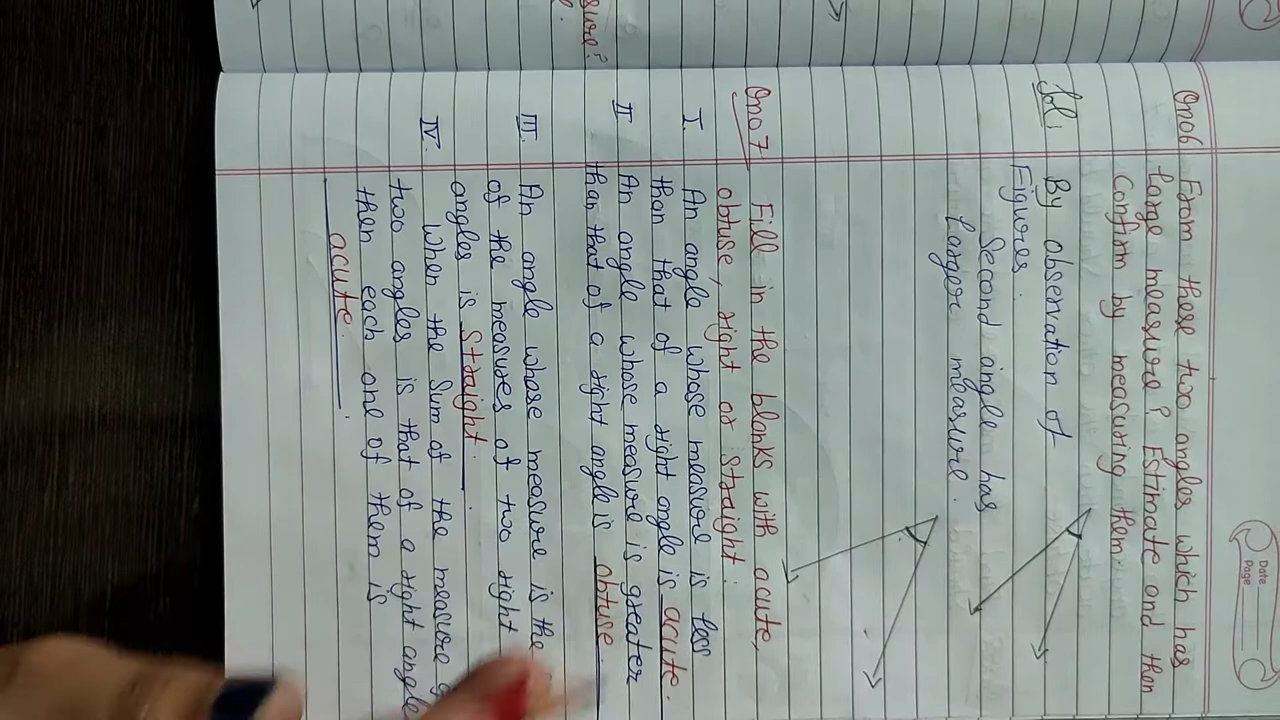 Date
Page
Qno6 From these two angles which has
large measure? Estimate and then
Confirm by measuring them.
Sol: By observation of
Figures.
Second angle has
Larger measure.
Qno7 Fill in the blanks with acute,
obtuse, right or straight:
I. An angle whose measure is less
than that of a right angle is acute.
II An angle whose measure is greater
than that of a right angle is obtuse.
III. An angle whose measure is the
of the measures of two right
angles is straight.
IV. When the Sum of the measure
two angles is that of a right angle
then each one of them is
acute.
sure?